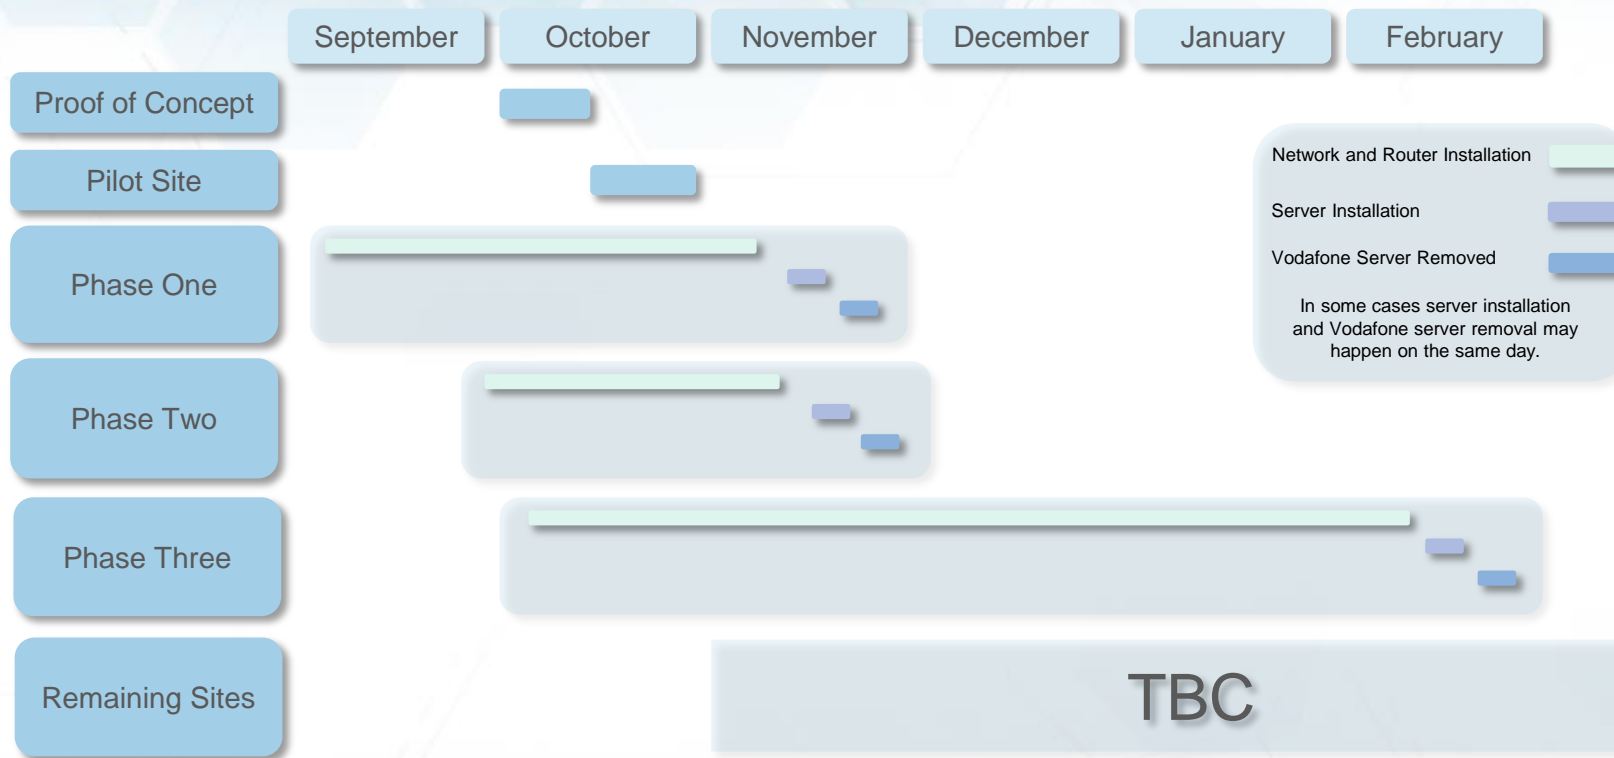 September
October
November
December
January
February
Proof of Concept
Pilot Site
Network and Router Installation
Server Installation
Vodafone Server Removed
In some cases server installation
and Vodafone server removal may
happen on the same day.
Phase One
Phase Two
Phase Three
Remaining Sites
TBC